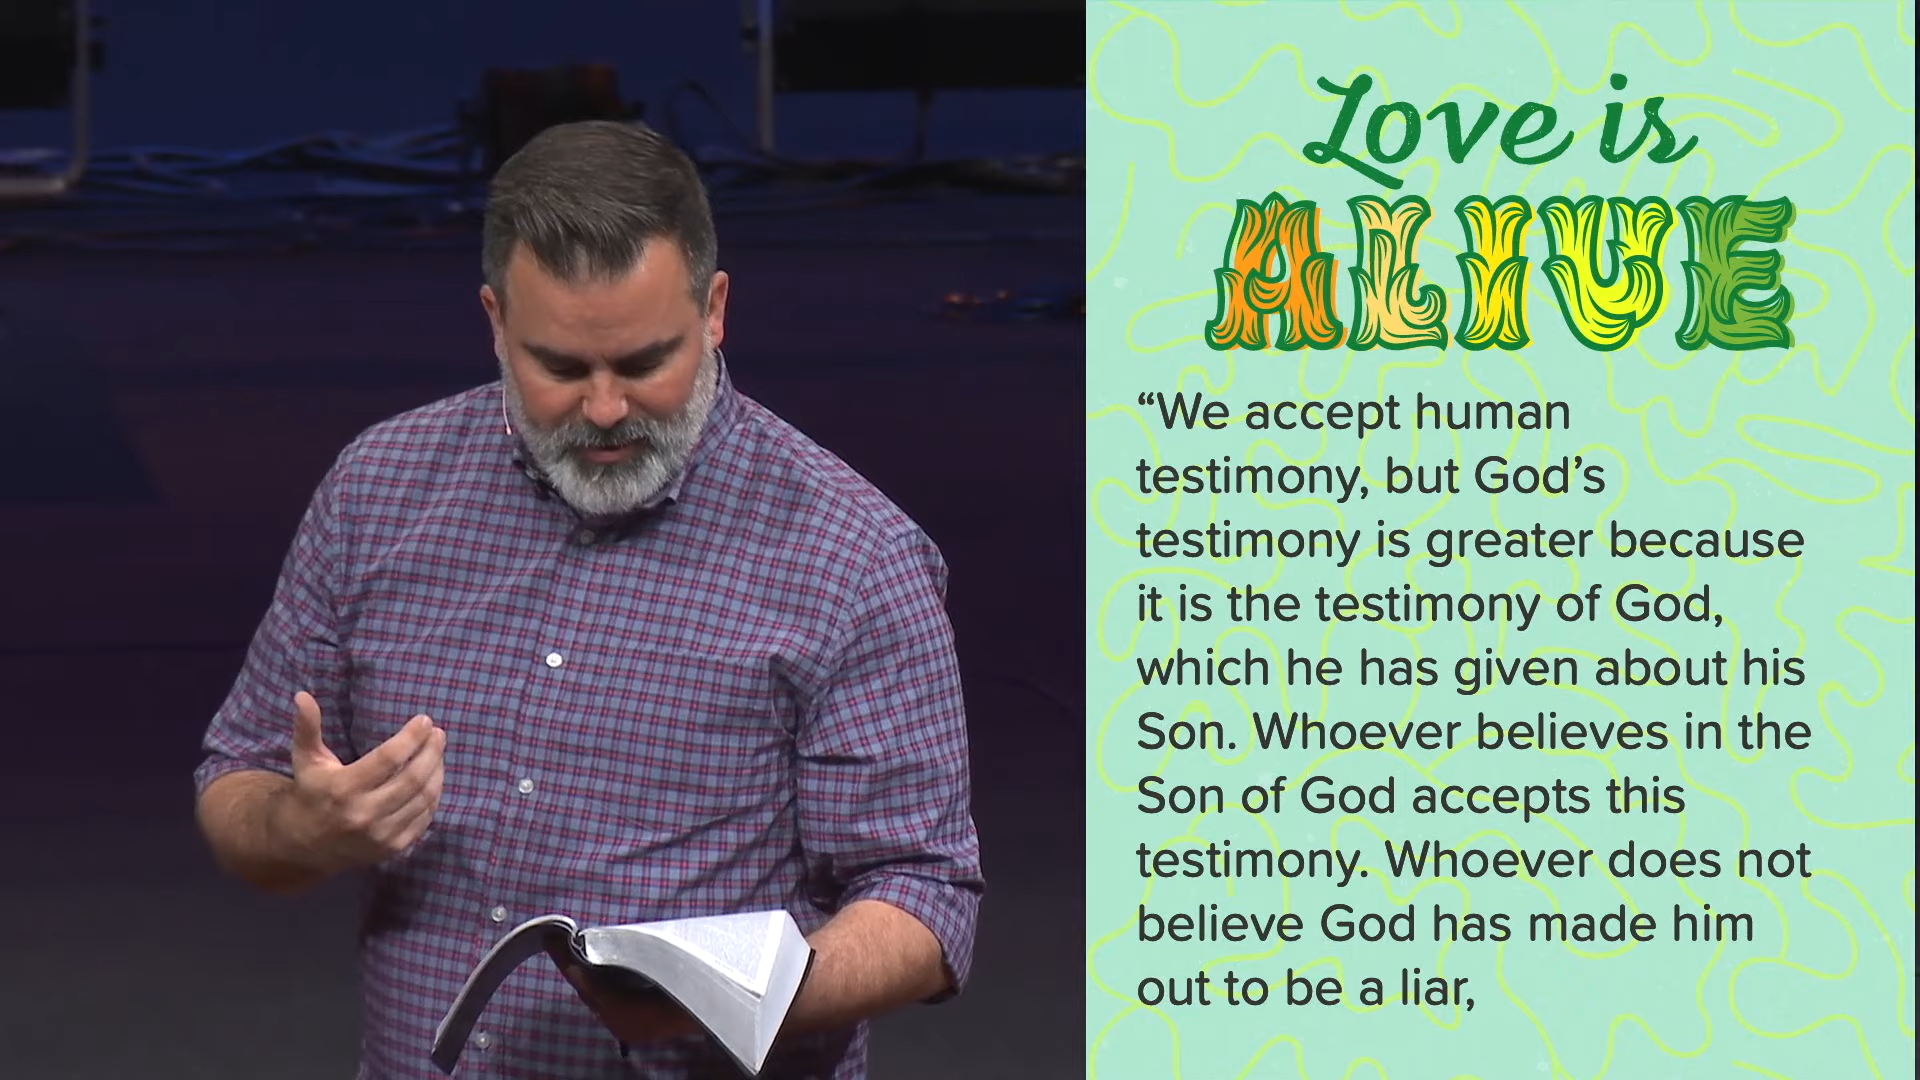 Love is
ALIVE
“We accept human
testimony, but God’s
testimony is greater because
it is the testimony of God,
which he has given about his
Son. Whoever believes in the
Son of God accepts this
testimony. Whoever does not
believe God has made him
out to be a liar,